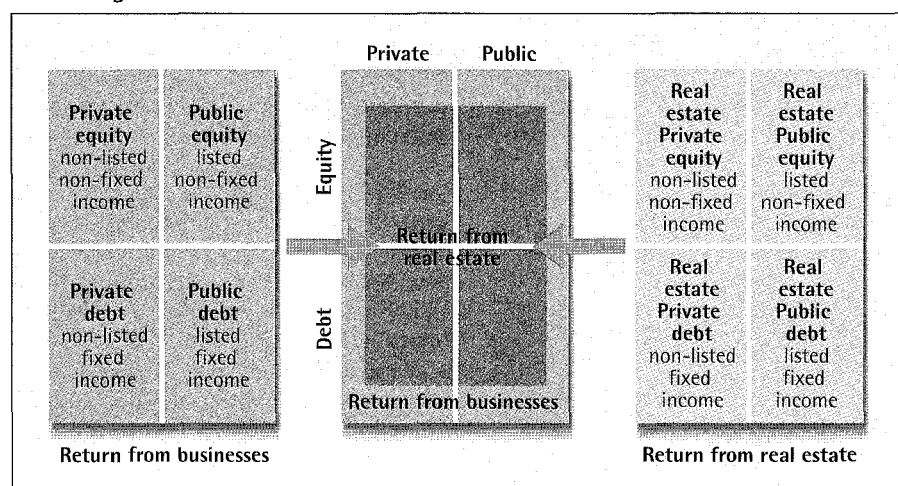 Private
equity
non-listed
non-fixed
income
Public
equity
listed
non-fixed
income
Private
debt
non-listed
fixed
income
Public
debt
listed
fixed
income
Return from businesses
Private
Public
Equity
Debt
Return from
real estate
Return from businesses
Real
estate
Private
equity
non-listed
non-fixed
income
Real
estate
Public
equity
listed
non-fixed
income
Real
estate
Private
debt
non-listed
fixed
income
Real
estate
Public
debt
listed
fixed
income
Return from real estate